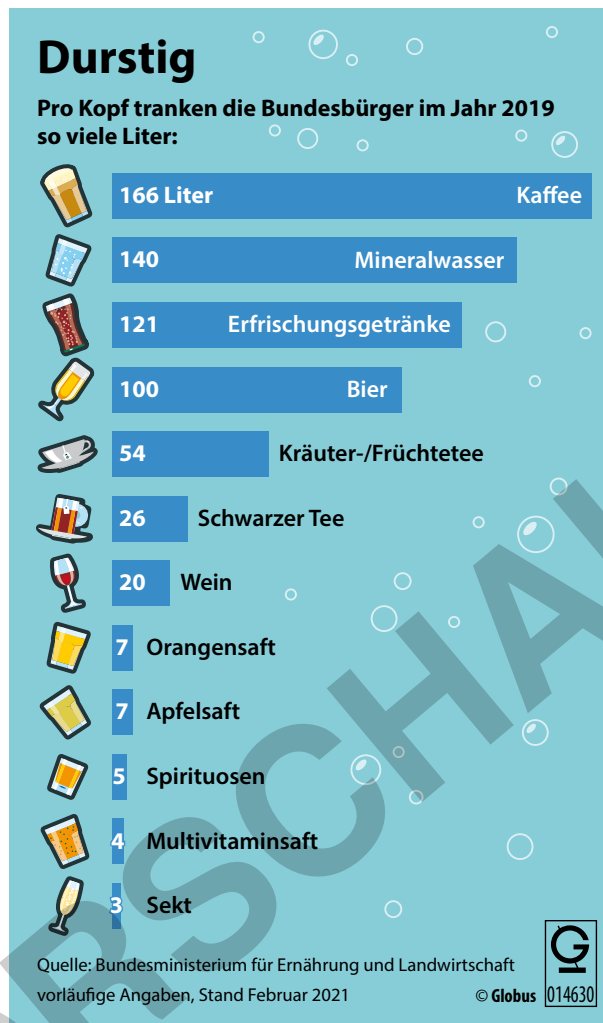 Durstig
Pro Kopf tranken die Bundesbürger im Jahr 2019
so viele Liter:
166 Liter Kaffee
140 Mineralwasser
121 Erfrischungsgetränke
100 Bier
54 Kräuter-/Früchtetee
26 Schwarzer Tee
20 Wein
7 Orangensaft
7 Apfelsaft
5 Spirituosen
4 Multivitaminsaft
3 Sekt
Quelle: Bundesministerium für Ernährung und Landwirtschaft
vorläufige Angaben, Stand Februar 2021
© Globus
G
014630